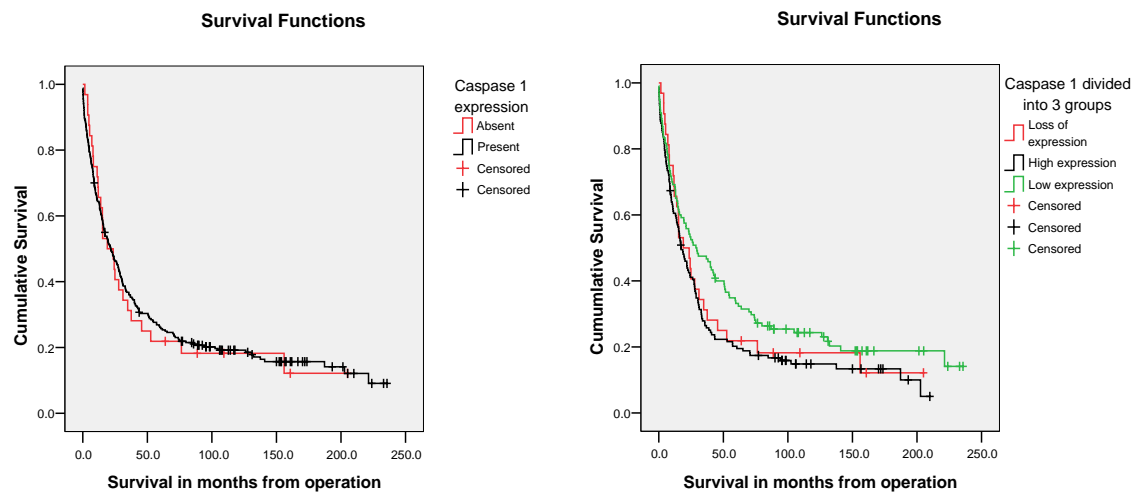 Survival Functions
Cumulative Survival
1.0
0.8
0.6
0.4
0.2
0.0
0.0
50.0
100.0
150.0
200.0
250.0
Survival in months from operation
Caspase 1
expression
Absent
Present
Censored
Censored
Survival Functions
Cumumlative Survival
1.0
0.8
0.6
0.4
0.2
0.0
0.0
50.0
100.0
150.0
200.0
250.0
Survival in months from operation
Caspase 1 divided
into 3 groups
Loss of
expression
High expression
Low expression
Censored
Censored
Censored